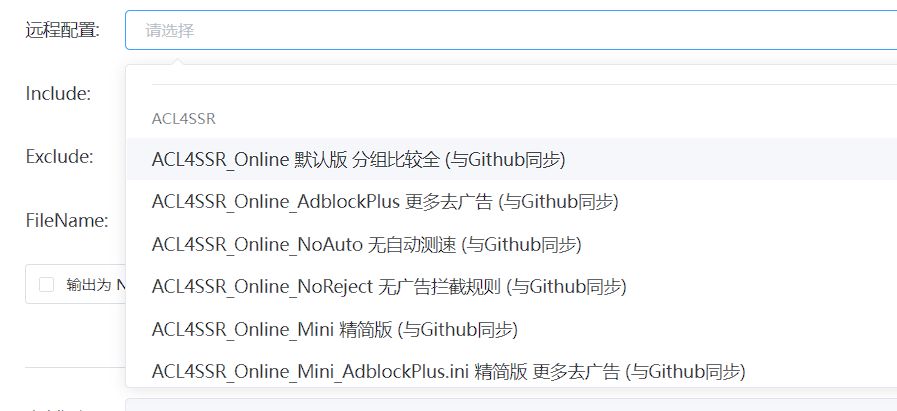 远程配置:
请选择
Include:
ACL4SSR
Exclude:
ACL4SSR_Online 默认版 分组比较全 (与Github同步)
ACL4SSR_Online_AdblockPlus 更多去广告 (与Github同步)
FileName:
ACL4SSR_Online_NoAuto 无自动测速 (与Github同步)
输出为 N
ACL4SSR_Online_NoReject 无广告拦截规则 (与Github同步)
ACL4SSR_Online_Mini 精简版 (与Github同步)
ACL4SSR_Online_Mini_AdblockPlus.ini 精简版 更多去广告 (与Github同步)